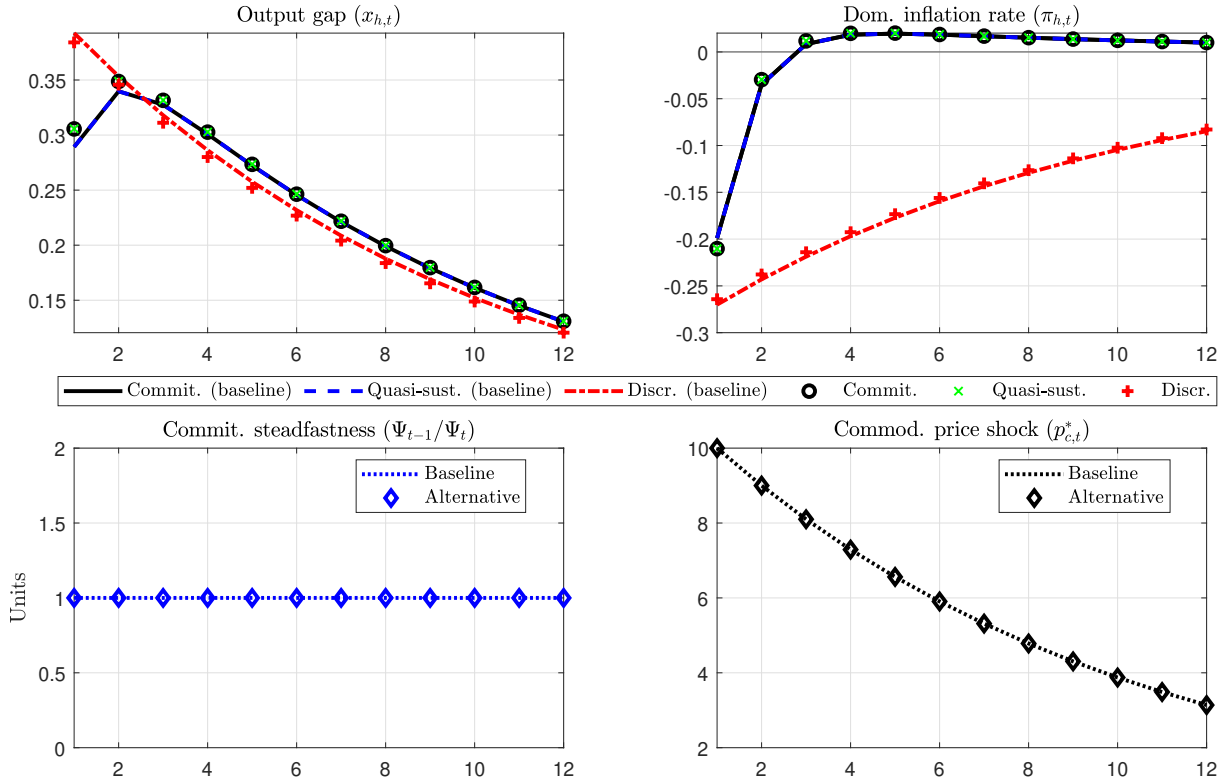 Output gap (x_{h,t})
0.35
0.3
0.25
0.2
0.15
2 4 6 8 10 12
Dom. inflation rate (π_{h,t})
0
-0.05
-0.1
-0.15
-0.2
-0.25
-0.3
2 4 6 8 10 12
Commit. (baseline) Quasi-sust. (baseline) Discr. (baseline) Commit. Quasi-sust. Discr.
Commit. steadfastness (Ψ_{t−1}/Ψ_t)
Baseline
Alternative
Units
2
1.5
1
0.5
0
2 4 6 8 10 12
Commod. price shock (p*_{c,t})
Baseline
Alternative
10
8
6
4
2
2 4 6 8 10 12